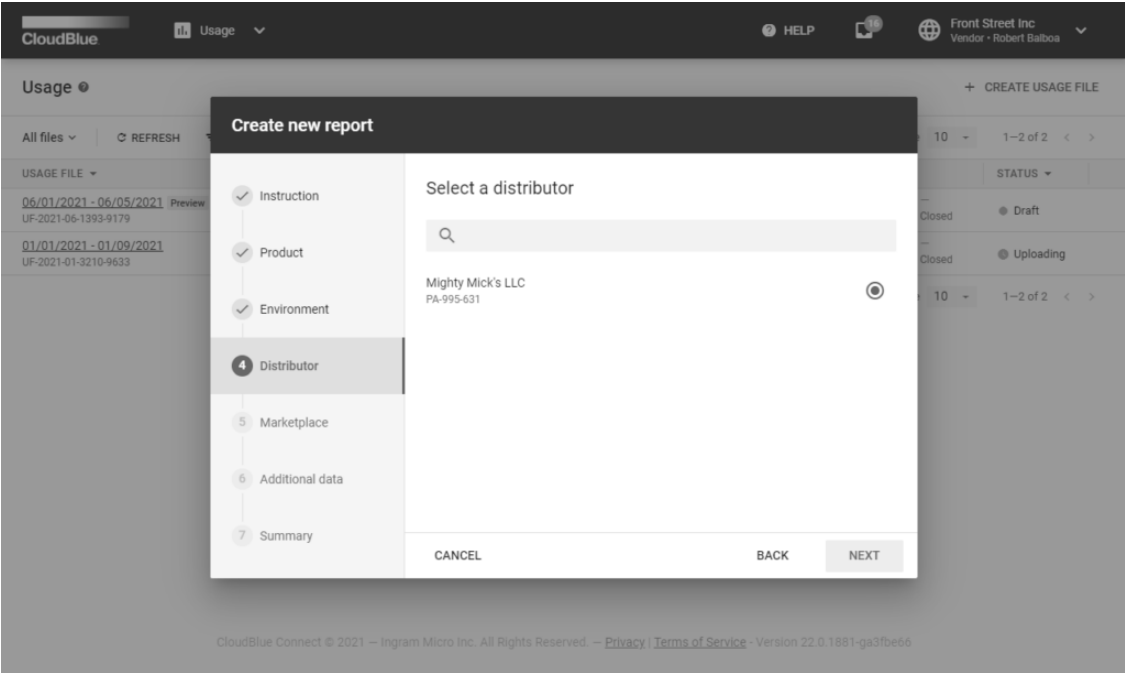 CloudBlue
Usage
HELP
16
Front Street Inc
Vendor • Robert Balboa
Usage
+ CREATE USAGE FILE
All files
REFRESH
10
1—2 of 2
USAGE FILE
STATUS
06/01/2021 - 06/05/2021 Preview
UF-2021-06-1393-9179
—
Closed
Draft
01/01/2021 - 01/09/2021
UF-2021-01-3210-9633
—
Closed
Uploading
10
1—2 of 2
Create new report
Instruction
Product
Environment
4 Distributor
5 Marketplace
6 Additional data
7 Summary
Select a distributor
Mighty Mick's LLC
PA-995-631
CANCEL
BACK
NEXT
CloudBlue Connect © 2021 — Ingram Micro Inc. All Rights Reserved. — Privacy | Terms of Service - Version 22.0.1881-ga3fbe66